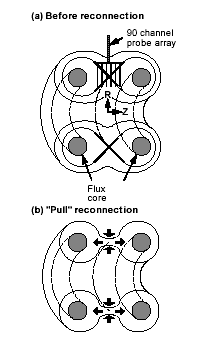 (a) Before reconnection
90 channel
probe array
R
Z
Flux
core
(b) "Pull" reconnection